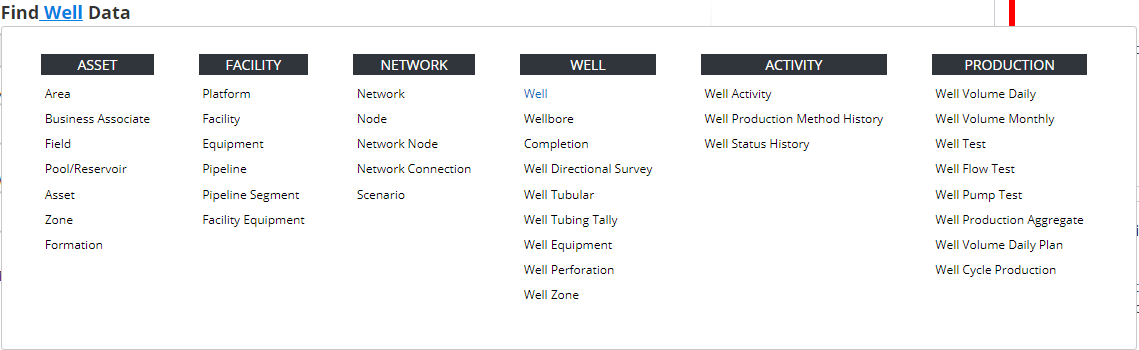 Find Well Data
ASSET
Area
Business Associate
Field
Pool/Reservoir
Asset
Zone
Formation
FACILITY
Platform
Facility
Equipment
Pipeline
Pipeline Segment
Facility Equipment
NETWORK
Network
Node
Network Node
Network Connection
Scenario
WELL
Well
Wellbore
Completion
Well Directional Survey
Well Tubular
Well Tubing Tally
Well Equipment
Well Perforation
Well Zone
ACTIVITY
Well Activity
Well Production Method History
Well Status History
PRODUCTION
Well Volume Daily
Well Volume Monthly
Well Test
Well Flow Test
Well Pump Test
Well Production Aggregate
Well Volume Daily Plan
Well Cycle Production